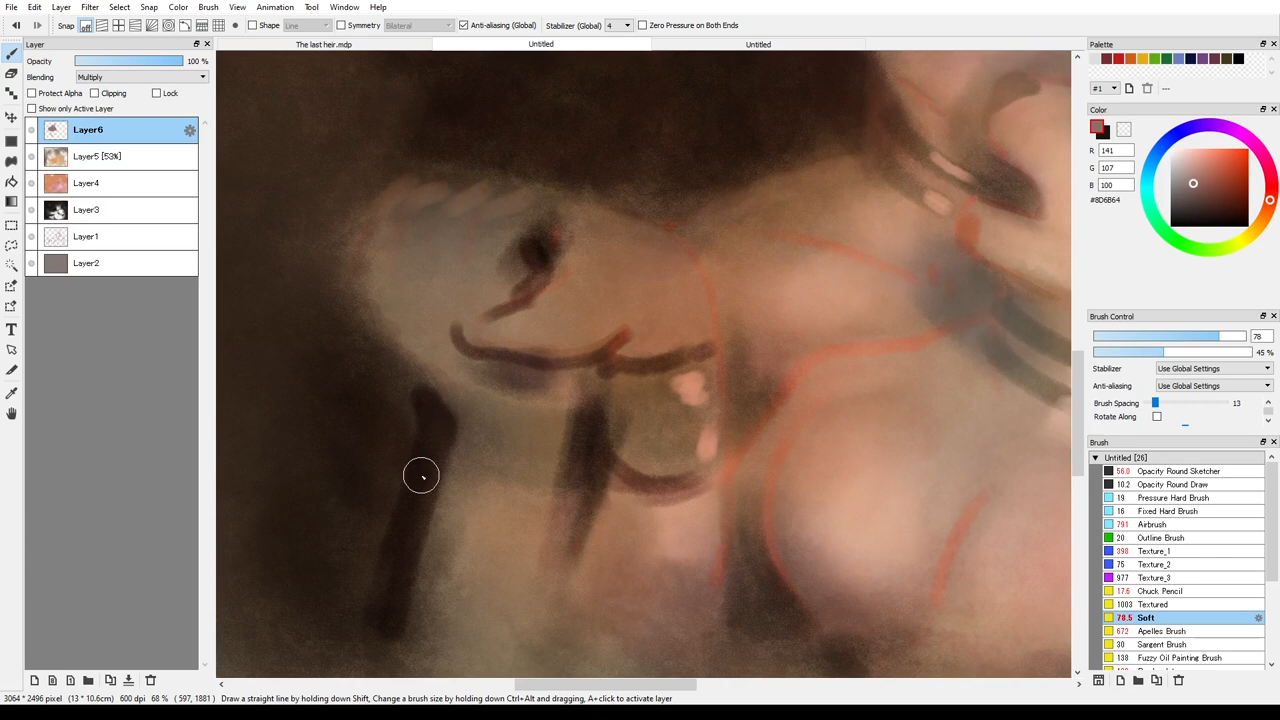 File Edit Layer Filter Select Snap Color Brush Animation Tool Window Help
Snap off Shape Line Symmetry Bilateral Anti-aliasing (Global) Stabilizer (Global) 4 Zero Pressure on Both Ends
Layer
The last heir.mdp Untitled Untitled
Palette
Opacity 100 %
Blending Multiply
Protect Alpha Clipping Lock
Show only Active Layer
#1 ---
Color
Layer6
Layer5 [53%]
Layer4
Layer3
Layer1
Layer2
R 141
G 107
B 100
#8D6B64
Brush Control
78
45 %
Stabilizer Use Global Settings
Anti-aliasing Use Global Settings
Brush Spacing 13
Rotate Along
Brush
Untitled [26]
56.0 Opacity Round Sketcher
10.2 Opacity Round Draw
19 Pressure Hard Brush
16 Fixed Hard Brush
791 Airbrush
20 Outline Brush
398 Texture_1
75 Texture_2
977 Texture_3
17.6 Chuck Pencil
1003 Textured
78.5 Soft
672 Apelles Brush
30 Sargent Brush
138 Fuzzy Oil Painting Brush
3064 * 2496 pixel (13 * 10.6cm) 600 dpi 68 % ( 597, 1881 ) Draw a straight line by holding down Shift, Change a brush size by holding down Ctrl+Alt and dragging, A+click to activate layer